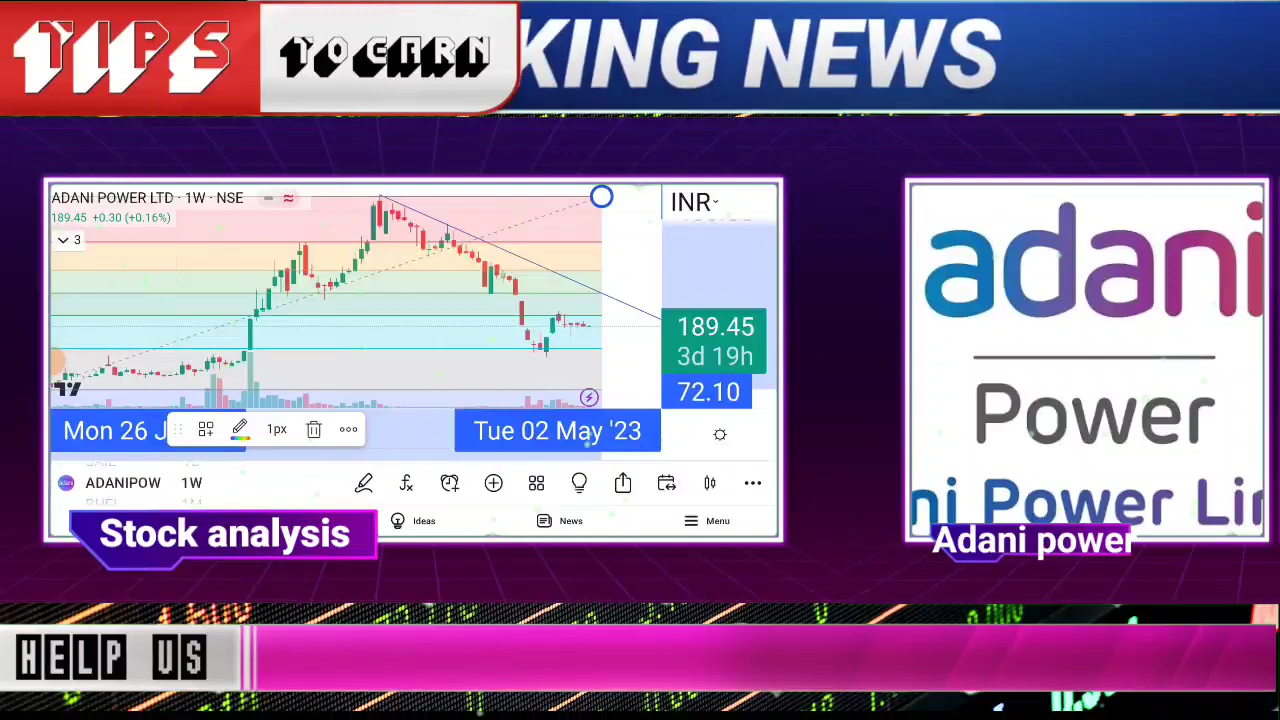 TIPS
TO EARN
KING NEWS
ADANI POWER LTD · 1W · NSE
189.45 +0.30 (+0.16%)
3
INR
189.45
3d 19h
72.10
Mon 26 J
1px
Tue 02 May '23
ADANIPOW 1W
Ideas
News
Menu
Stock analysis
adani
Power
ni Power Li
Adani power
HELP US